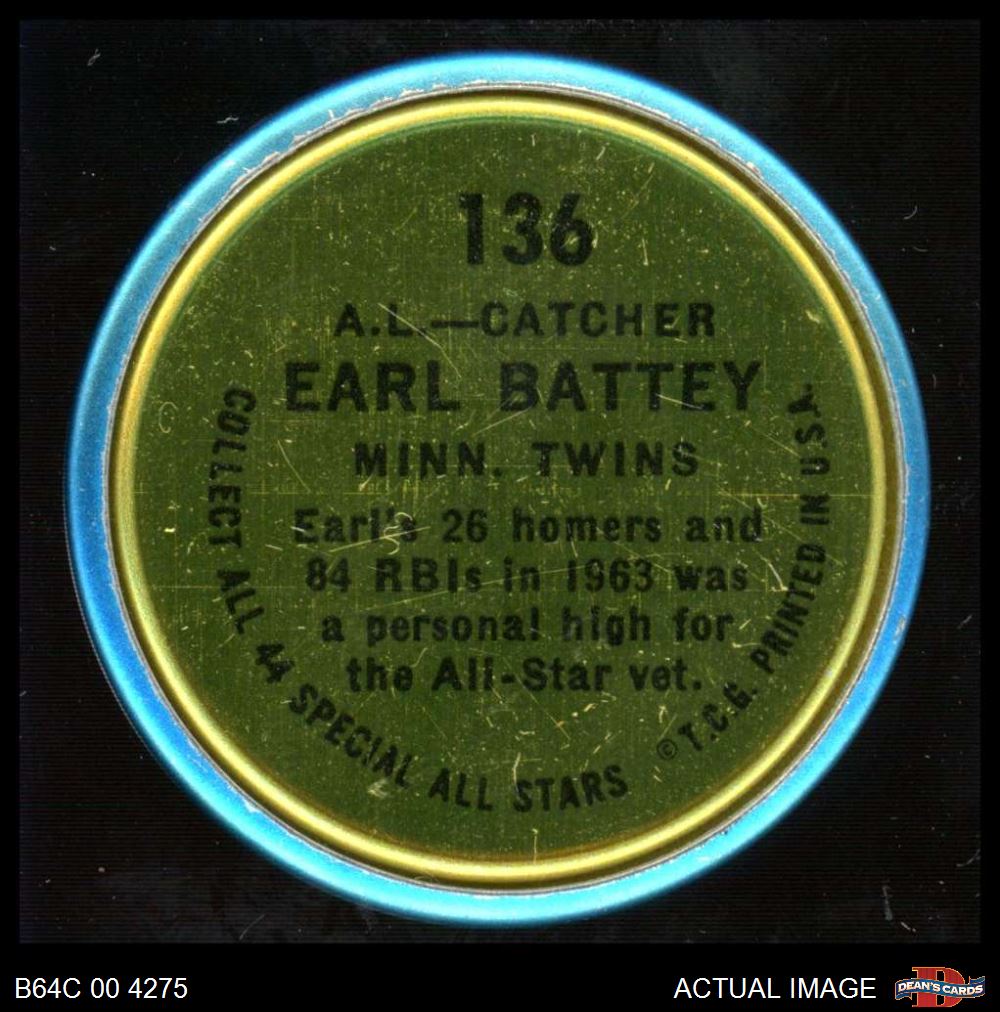 136
A.L.—CATCHER
EARL BATTEY
MINN. TWINS
Earl's 26 homers and
84 RBIs in 1963 was
a personal high for
the All-Star vet.
COLLECT ALL 44 SPECIAL ALL STARS
© T.C.G. PRINTED IN U.S.A.
B64C 00 4275
ACTUAL IMAGE
DEAN'S CARDS